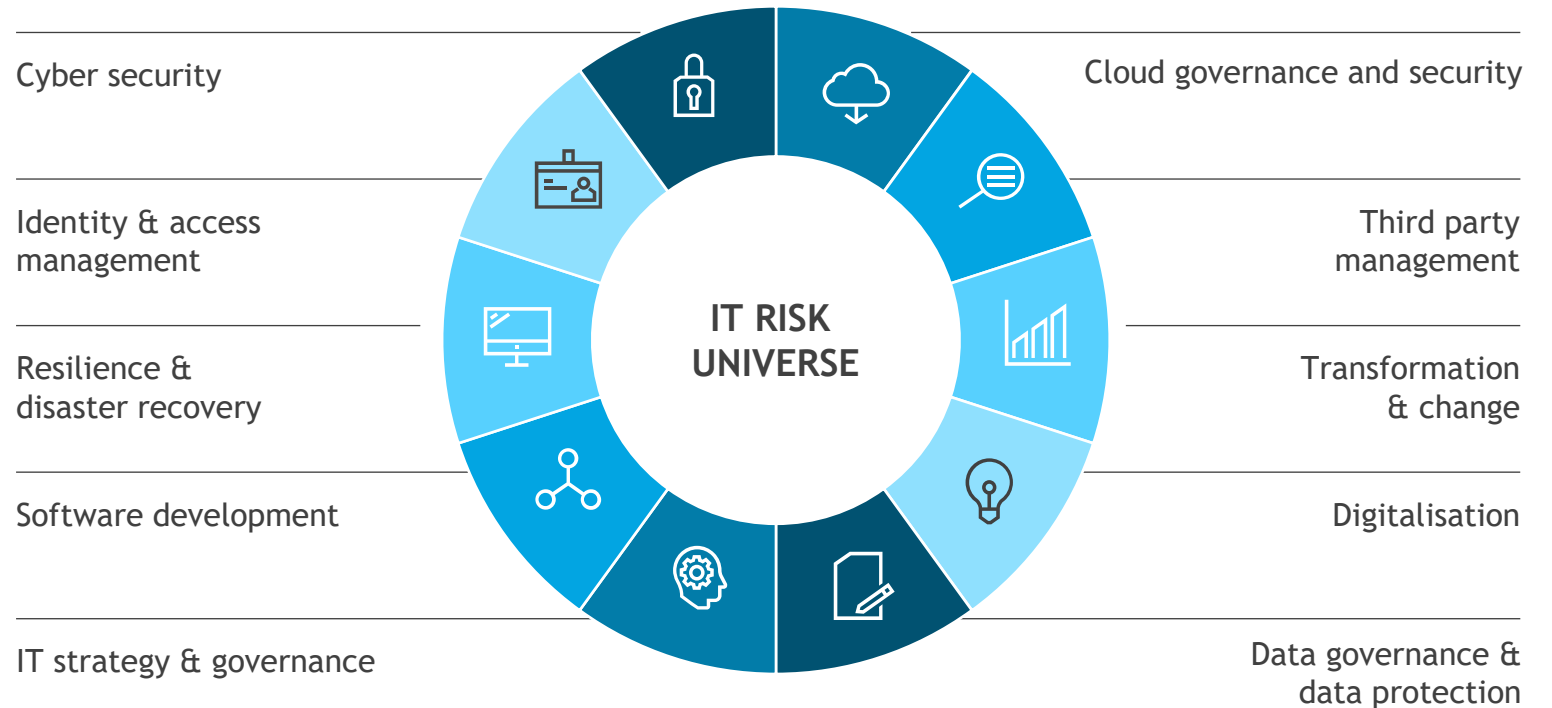 Cyber security
Identity & access
management
Resilience &
disaster recovery
Software development
IT strategy & governance
IT RISK
UNIVERSE
Cloud governance and security
Third party
management
Transformation
& change
Digitalisation
Data governance &
data protection